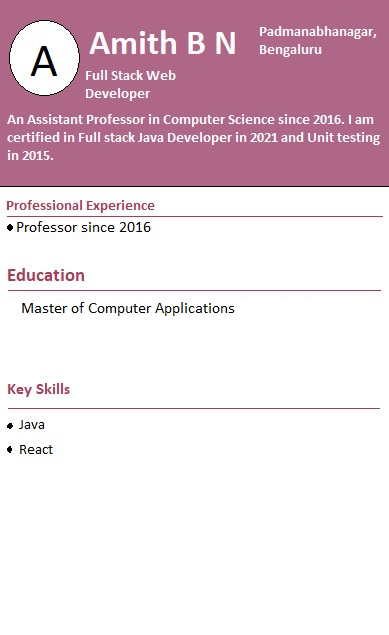 A
Amith B N
Padmanabhanagar,
Bengaluru
Full Stack Web
Developer
An Assistant Professor in Computer Science since 2016. I am
certified in Full stack Java Developer in 2021 and Unit testing
in 2015.
Professional Experience
Professor since 2016
Education
Master of Computer Applications
Key Skills
Java
React